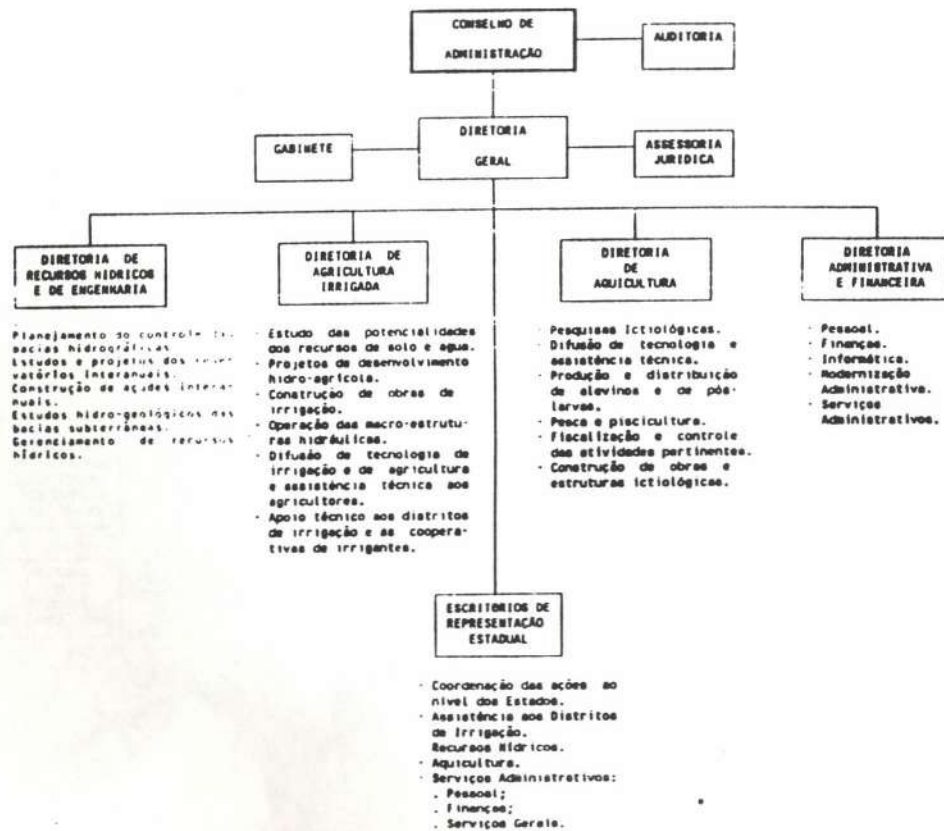 CONSELHO DE
ADMINISTRAÇÃO
AUDITORIA
GABINETE
DIRETORIA
GERAL
ASSESSORIA
JURIDICA
DIRETORIA DE
RECURSOS HIDRICOS
E DE ENGENHARIA
Planejamento do controle
bacias hidrográficas
Estudos e projetos dos
vatórios interanuais.
Construção de açudes intera-
nuais.
Estudos hidro-geológicos das
bacias subterrâneas.
Gerenciamento de recursos
hídricos.
DIRETORIA DE
AGRICULTURA
IRRIGADA
· Estudo das potencialidades
dos recursos de solo e agua.
· Projetos de desenvolvimento
hidro-agrícola.
· Construção de obras de
irrigação.
· Operação das macro-estrutu-
ras hidráulicas.
· Difusão de tecnologia de
irrigação e de agricultura
e assistência técnica aos
agricultores.
· Apoio técnico aos distritos
de irrigação e as coopera-
tivas de irrigantes.
DIRETORIA
DE
AQUICULTURA
· Pesquisas Ictiológicas.
· Difusão de tecnologia e
assistência técnica.
· Produção e distribuição
de alevinos e de pós-
larvas.
· Pesca e piscicultura.
· Fiscalização e controle
das atividades pertinentes.
· Construção de obras e
estruturas ictiológicas.
DIRETORIA
ADMINISTRATIVA
E FINANCEIRA
· Pessoal.
· Finanças.
· Informática.
· Modernização
Administrativa.
· Serviços
Administrativos.
ESCRITORIOS DE
REPRESENTAÇÃO
ESTADUAL
· Coordenação das ações ao
nível dos Estados.
· Assistência aos Distritos
de Irrigação.
Recursos Hídricos.
· Aquicultura.
· Serviços Administrativos:
. Pessoal;
. Finanças;
. Serviços Gerais.